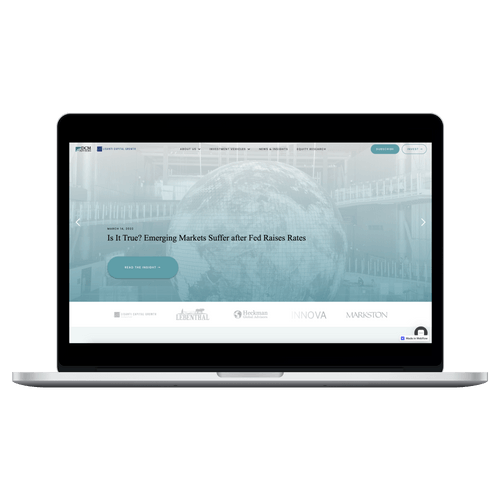 ABOUT US
INVESTMENT SERVICES
NEWS & INSIGHTS
EQUITY RESEARCH
SUBSCRIBE
MARCH 16, 2022
Is It True? Emerging Markets Suffer after Fed Raises Rates
READ THE INSIGHT
LEBENTHAL
Henkman
INNOVA
MARKSTON
Made in Webflow